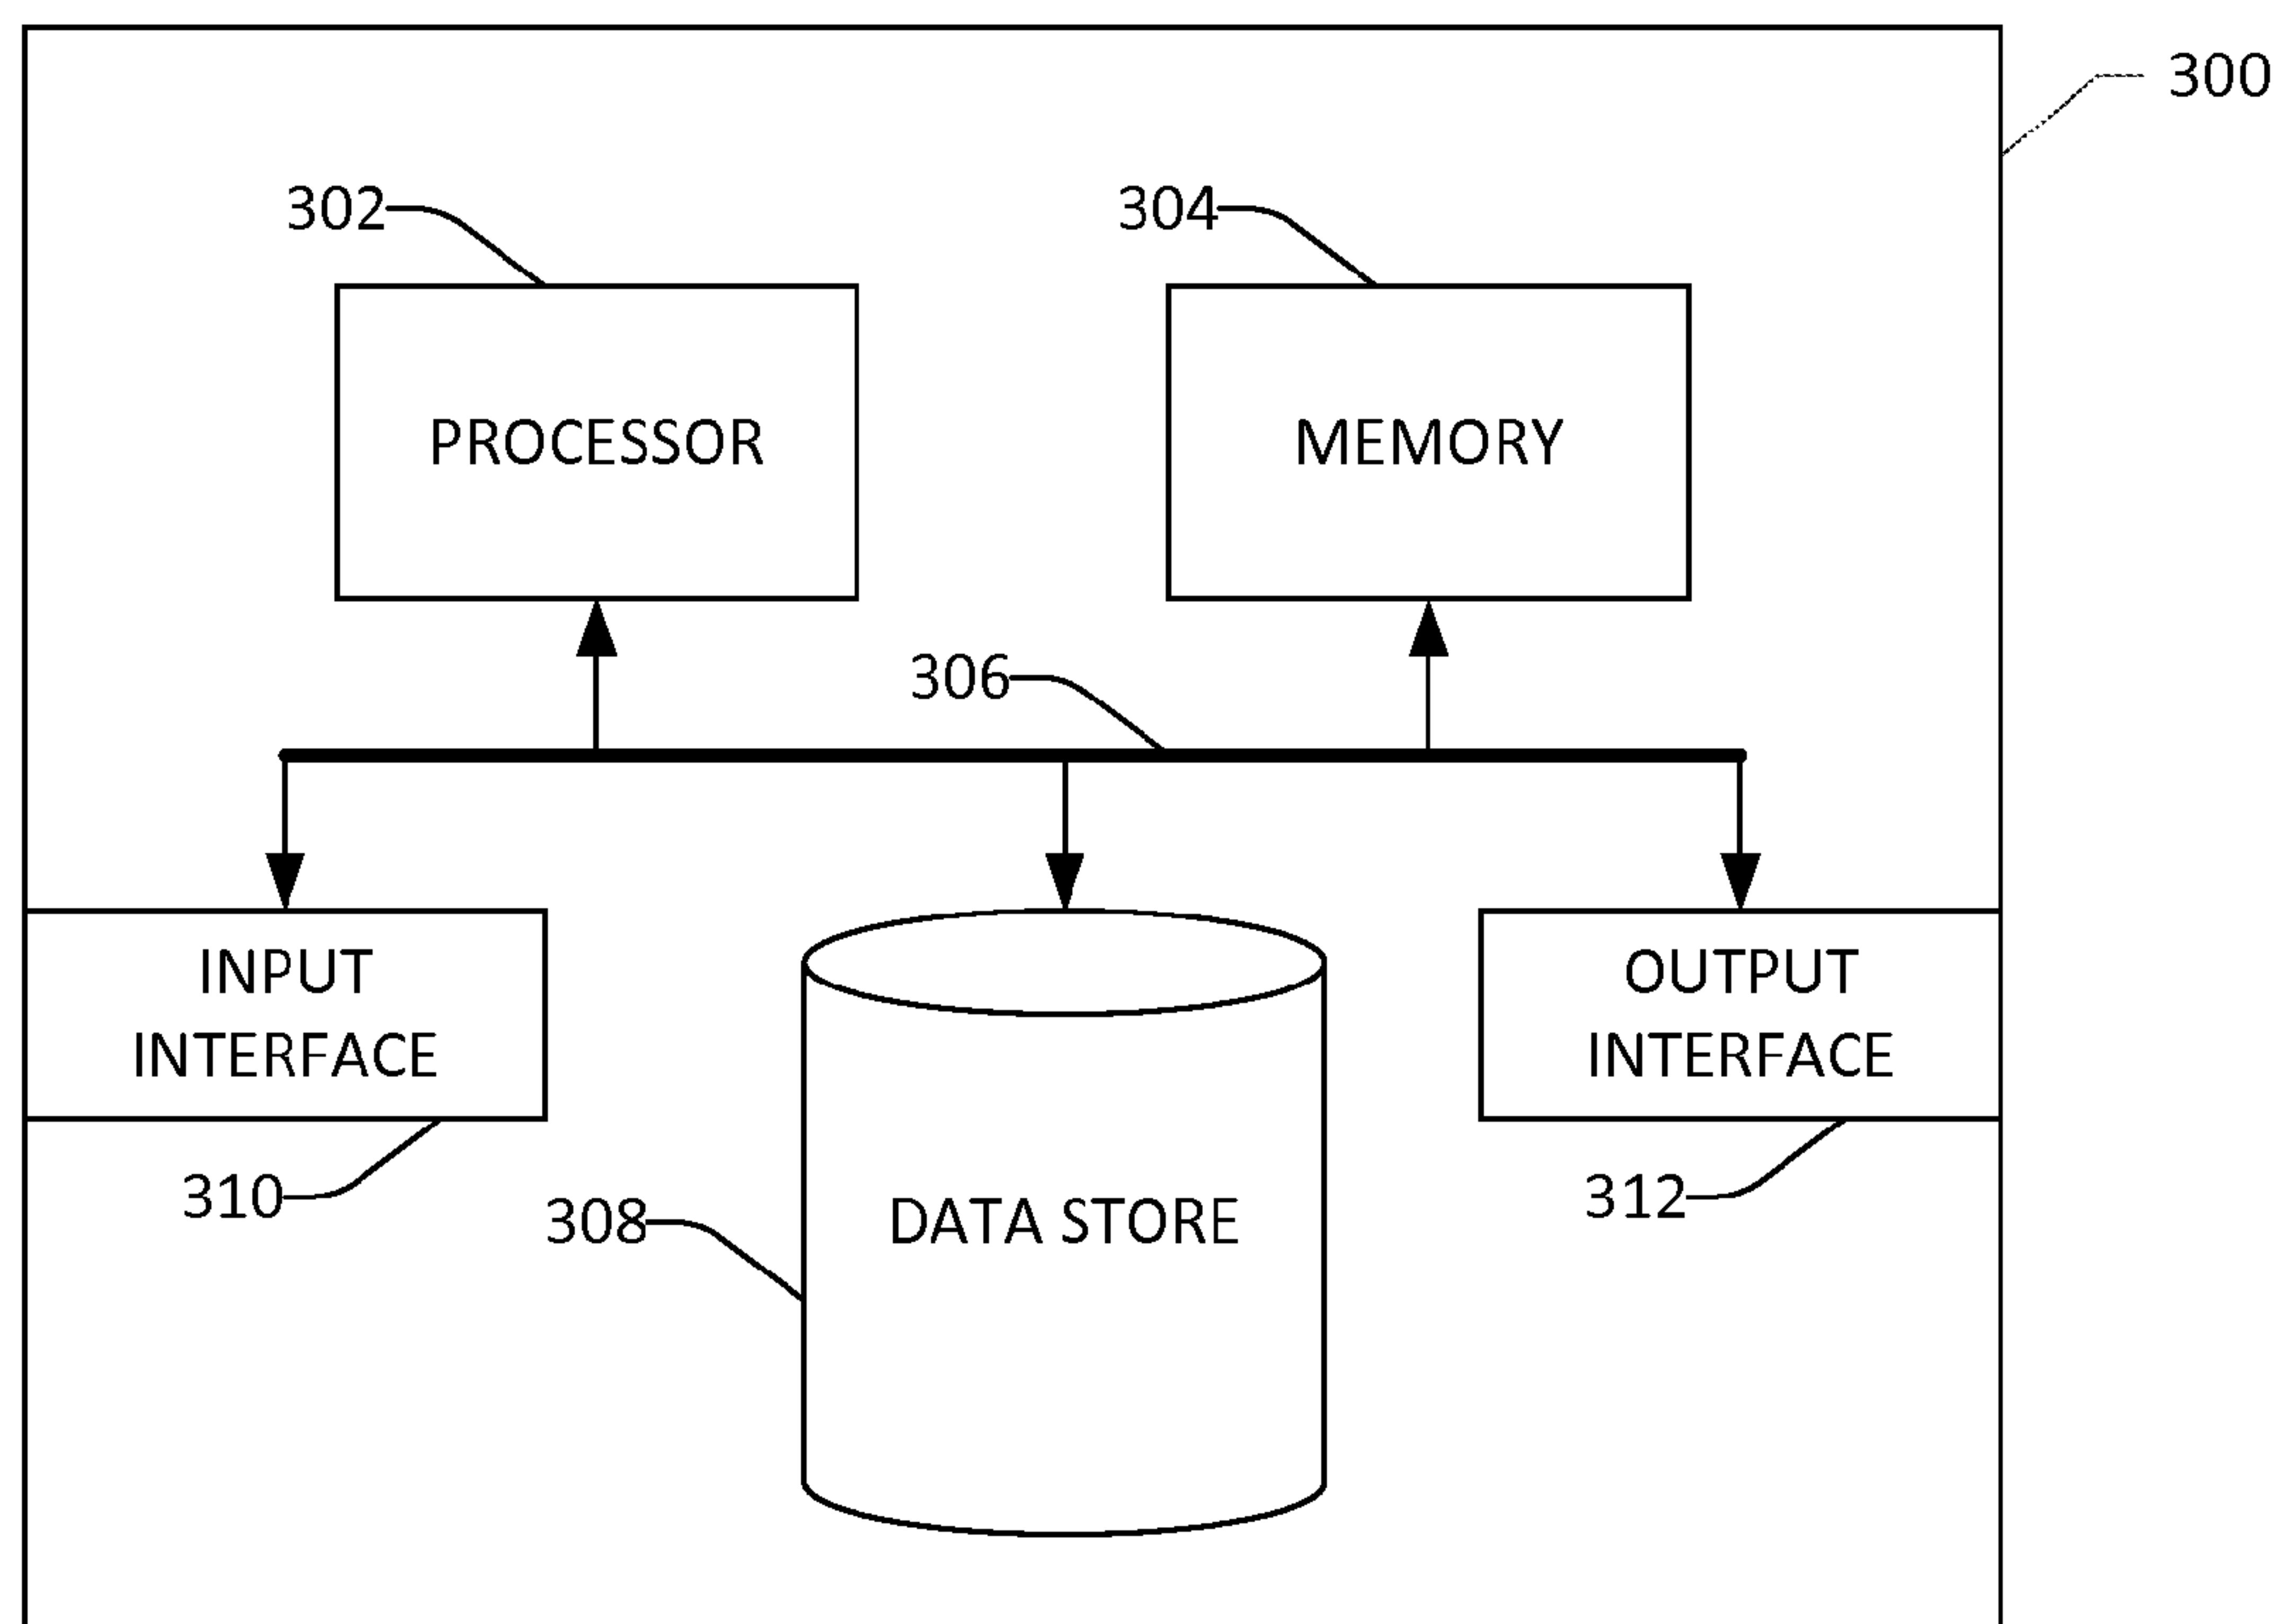 300
302
304
PROCESSOR
MEMORY
306
INPUT
INTERFACE
OUTPUT
INTERFACE
310
308
DATA STORE
312